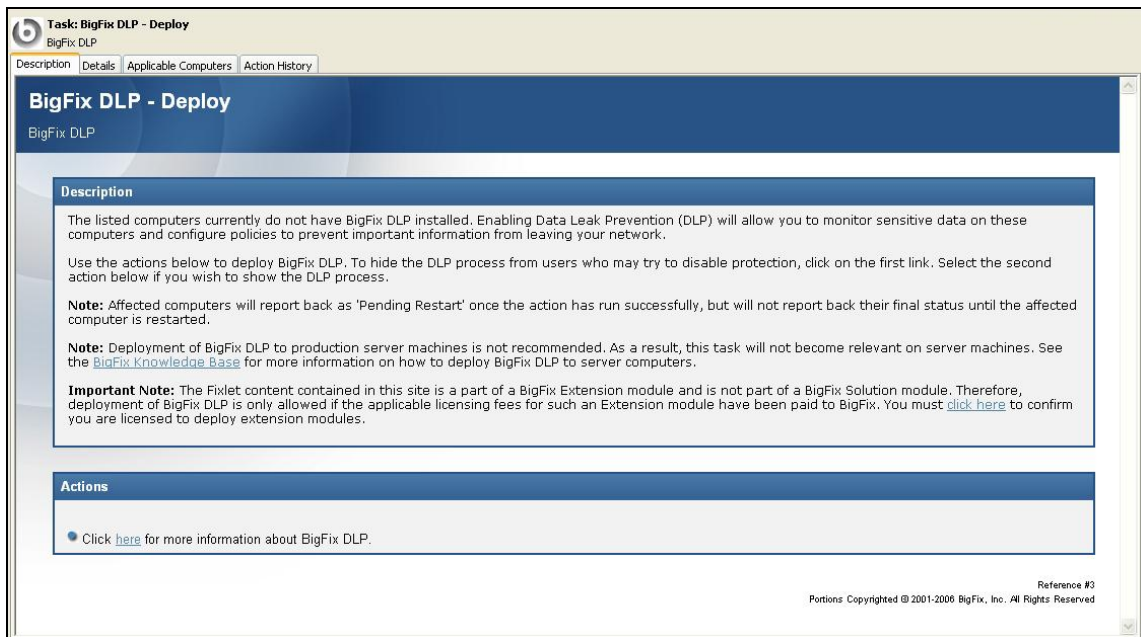 Task: BigFix DLP - Deploy
BigFix DLP
Description Details Applicable Computers Action History
BigFix DLP - Deploy
BigFix DLP
Description
The listed computers currently do not have BigFix DLP installed. Enabling Data Leak Prevention (DLP) will allow you to monitor sensitive data on these
computers and configure policies to prevent important information from leaving your network.
Use the actions below to deploy BigFix DLP. To hide the DLP process from users who may try to disable protection, click on the first link. Select the second
action below if you wish to show the DLP process.
Note: Affected computers will report back as 'Pending Restart' once the action has run successfully, but will not report back their final status until the affected
computer is restarted.
Note: Deployment of BigFix DLP to production server machines is not recommended. As a result, this task will not become relevant on server machines. See
the BigFix Knowledge Base for more information on how to deploy BigFix DLP to server computers.
Important Note: The Fixlet content contained in this site is a part of a BigFix Extension module and is not part of a BigFix Solution module. Therefore,
deployment of BigFix DLP is only allowed if the applicable licensing fees for such an Extension module have been paid to BigFix. You must click here to confirm
you are licensed to deploy extension modules.
Actions
Click here for more information about BigFix DLP.
Reference #3
Portions Copyrighted @ 2001-2006 BigFix, Inc. All Rights Reserved